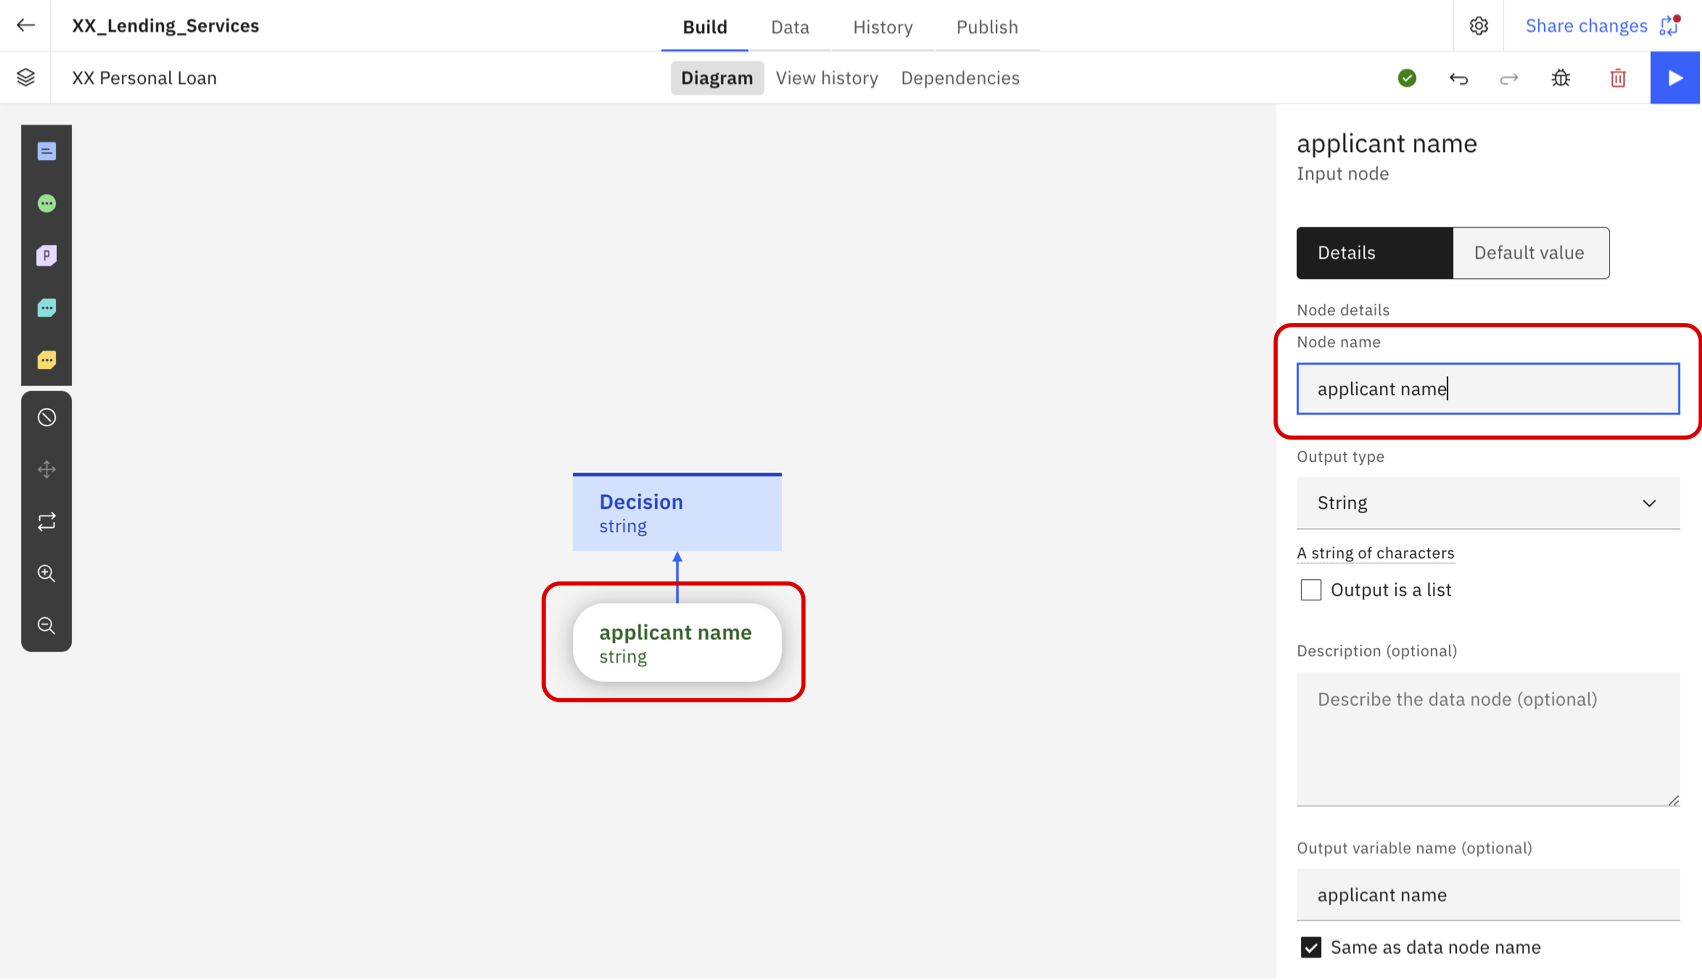 XX_Lending_Services
Build
Data
History
Publish
Share changes
XX Personal Loan
Diagram
View history
Dependencies
p
Decision
string
applicant name
string
applicant name
Input node
Details
Default value
Node details
Node name
applicant name
Output type
String
A string of characters
Output is a list
Description (optional)
Describe the data node (optional)
Output variable name (optional)
applicant name
Same as data node name